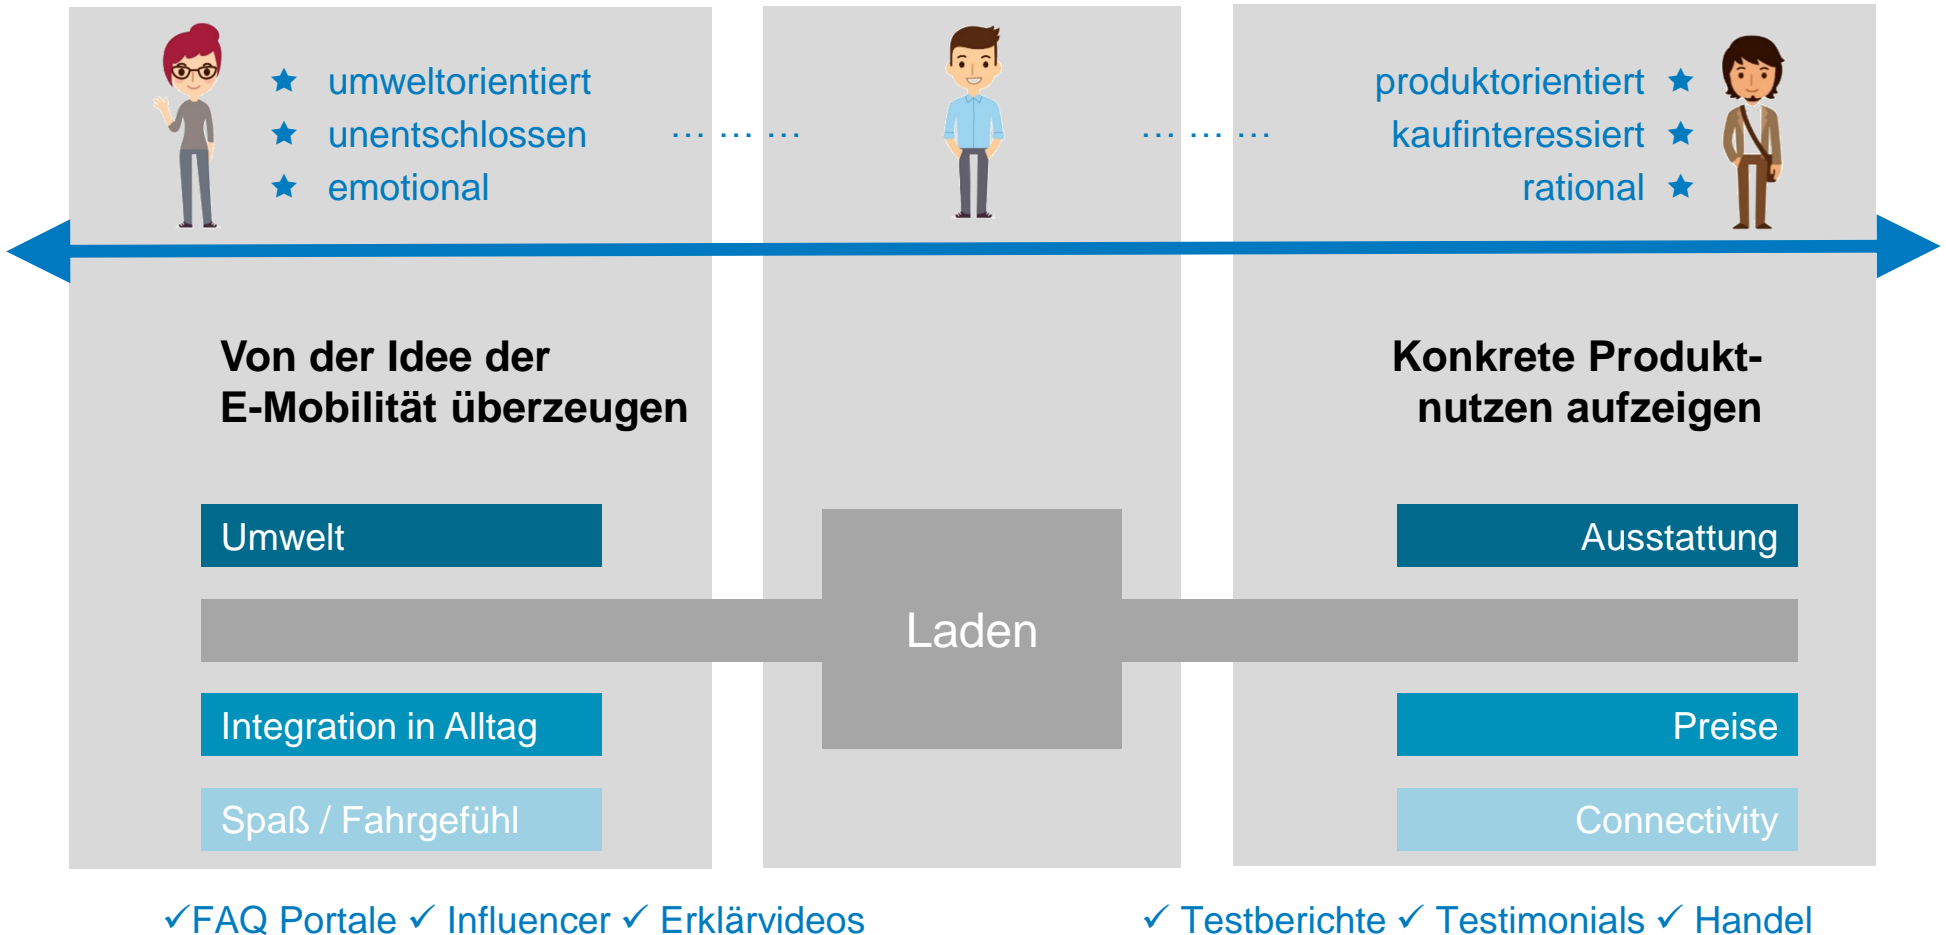 umweltorientiert
unentschlossen
emotional
... ... ...
... ... ...
produktorientiert
kaufinteressiert
rational
Von der Idee der
E-Mobilität überzeugen
Konkrete Produkt-
nutzen aufzeigen
Umwelt
Integration in Alltag
Spaß / Fahrgefühl
Laden
Ausstattung
Preise
Connectivity
✓FAQ Portale ✓ Influencer ✓ Erklärvideos
✓ Testberichte ✓ Testimonials ✓ Handel